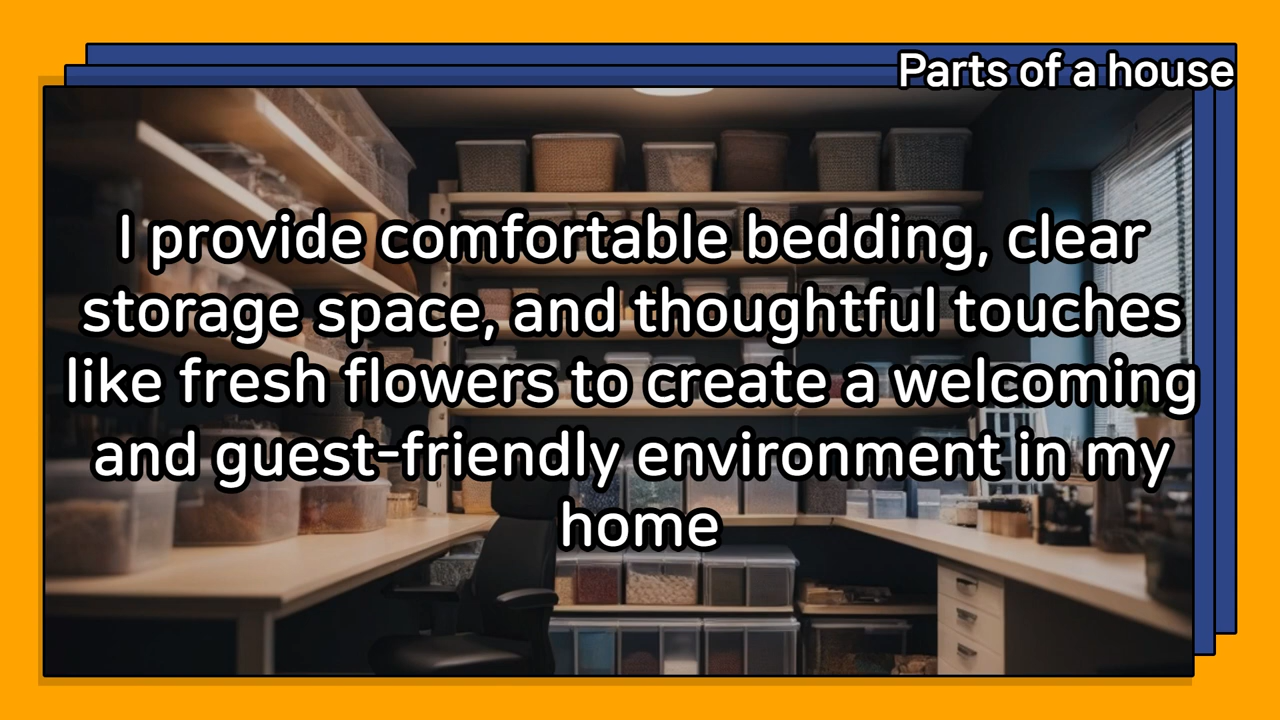 Parts of a house
I provide comfortable bedding, clear
storage space, and thoughtful touches
like fresh flowers to create a welcoming
and guest-friendly environment in my
home